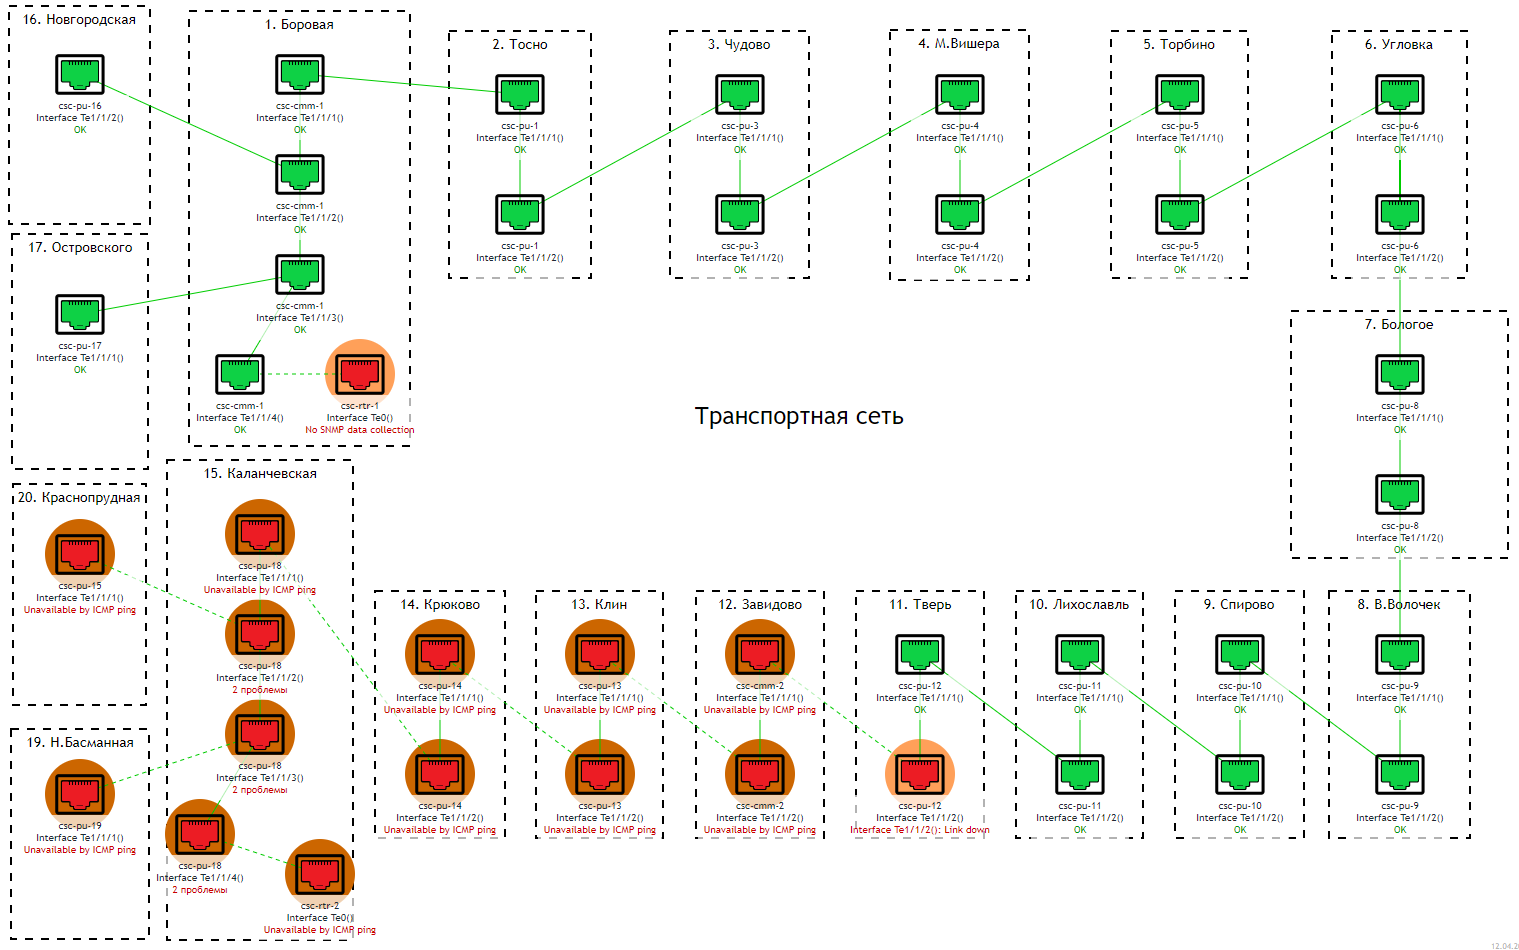 16. Новгородская
csc-pu-16
Interface Te1/1/2()
OK
1. Боровая
csc-cmm-1
Interface Te1/1/1()
OK
csc-cmm-1
Interface Te1/1/2()
OK
csc-cmm-1
Interface Te1/1/3()
OK
csc-cmm-1
Interface Te1/1/4()
OK
csc-rtr-1
Interface Te0()
No SNMP data collection
2. Тосно
csc-pu-1
Interface Te1/1/1()
OK
csc-pu-1
Interface Te1/1/2()
OK
3. Чудово
csc-pu-3
Interface Te1/1/1()
OK
csc-pu-3
Interface Te1/1/2()
OK
4. М.Вишера
csc-pu-4
Interface Te1/1/1()
OK
csc-pu-4
Interface Te1/1/2()
OK
5. Торбино
csc-pu-5
Interface Te1/1/1()
OK
csc-pu-5
Interface Te1/1/2()
OK
6. Угловка
csc-pu-6
Interface Te1/1/1()
OK
csc-pu-6
Interface Te1/1/2()
OK
17. Островского
csc-pu-17
Interface Te1/1/1()
OK
7. Бологое
csc-pu-8
Interface Te1/1/1()
OK
csc-pu-8
Interface Te1/1/2()
OK
Транспортная сеть
20. Краснопрудная
csc-pu-15
Interface Te1/1/1()
Unavailable by ICMP ping
15. Каланчевская
csc-pu-18
Interface Te1/1/1()
Unavailable by ICMP ping
csc-pu-18
Interface Te1/1/2()
2 проблемы
csc-pu-18
Interface Te1/1/3()
2 проблемы
csc-pu-18
Interface Te1/1/4()
2 проблемы
csc-rtr-2
Interface Te0()
Unavailable by ICMP ping
19. Н.Басманная
csc-pu-19
Interface Te1/1/1()
Unavailable by ICMP ping
14. Крюково
csc-pu-14
Interface Te1/1/1()
Unavailable by ICMP ping
csc-pu-14
Interface Te1/1/2()
Unavailable by ICMP ping
13. Клин
csc-pu-13
Interface Te1/1/1()
Unavailable by ICMP ping
csc-pu-13
Interface Te1/1/2()
Unavailable by ICMP ping
12. Завидово
csc-cmm-2
Interface Te1/1/1()
Unavailable by ICMP ping
csc-cmm-2
Interface Te1/1/2()
Unavailable by ICMP ping
11. Тверь
csc-pu-12
Interface Te1/1/1()
OK
csc-pu-12
Interface Te1/1/2()
Interface Te1/1/2(): Link down
10. Лихославль
csc-pu-11
Interface Te1/1/1()
OK
csc-pu-11
Interface Te1/1/2()
OK
9. Спирово
csc-pu-10
Interface Te1/1/1()
OK
csc-pu-10
Interface Te1/1/2()
OK
8. В.Волочек
csc-pu-9
Interface Te1/1/1()
OK
csc-pu-9
Interface Te1/1/2()
OK